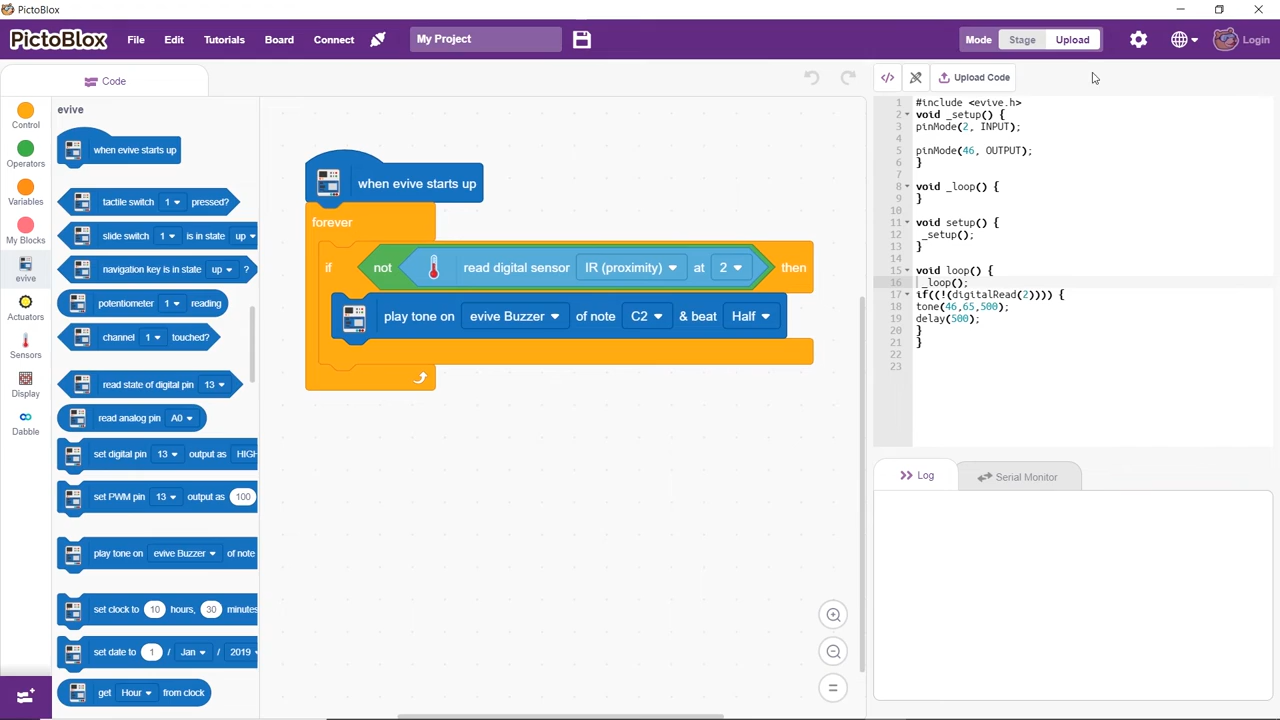 PictoBlox
PictoBlox
File
Edit
Tutorials
Board
Connect
My Project
Mode
Stage
Upload
Login
Code
Upload Code
Control
Operators
Variables
My Blocks
evive
Actuators
Sensors
Display
Dabble
evive
when evive starts up
tactile switch 1 pressed?
slide switch 1 is in state up
navigation key is in state up ?
potentiometer 1 reading
channel 1 touched?
read state of digital pin 13
read analog pin A0
set digital pin 13 output as HIGH
set PWM pin 13 output as 100
play tone on evive Buzzer of note
set clock to 10 hours, 30 minutes
set date to 1 / Jan / 2019
get Hour from clock
when evive starts up
forever
if not read digital sensor IR (proximity) at 2 then
play tone on evive Buzzer of note C2 & beat Half
1 #include <evive.h>
2 void _setup() {
3 pinMode(2, INPUT);
4
5 pinMode(46, OUTPUT);
6 }
7
8 void _loop() {
9 }
10
11 void setup() {
12 _setup();
13 }
14
15 void loop() {
16 _loop();
17 if((!(digitalRead(2)))) {
18 tone(46,65,500);
19 delay(500);
20 }
21 }
22
23
Log
Serial Monitor